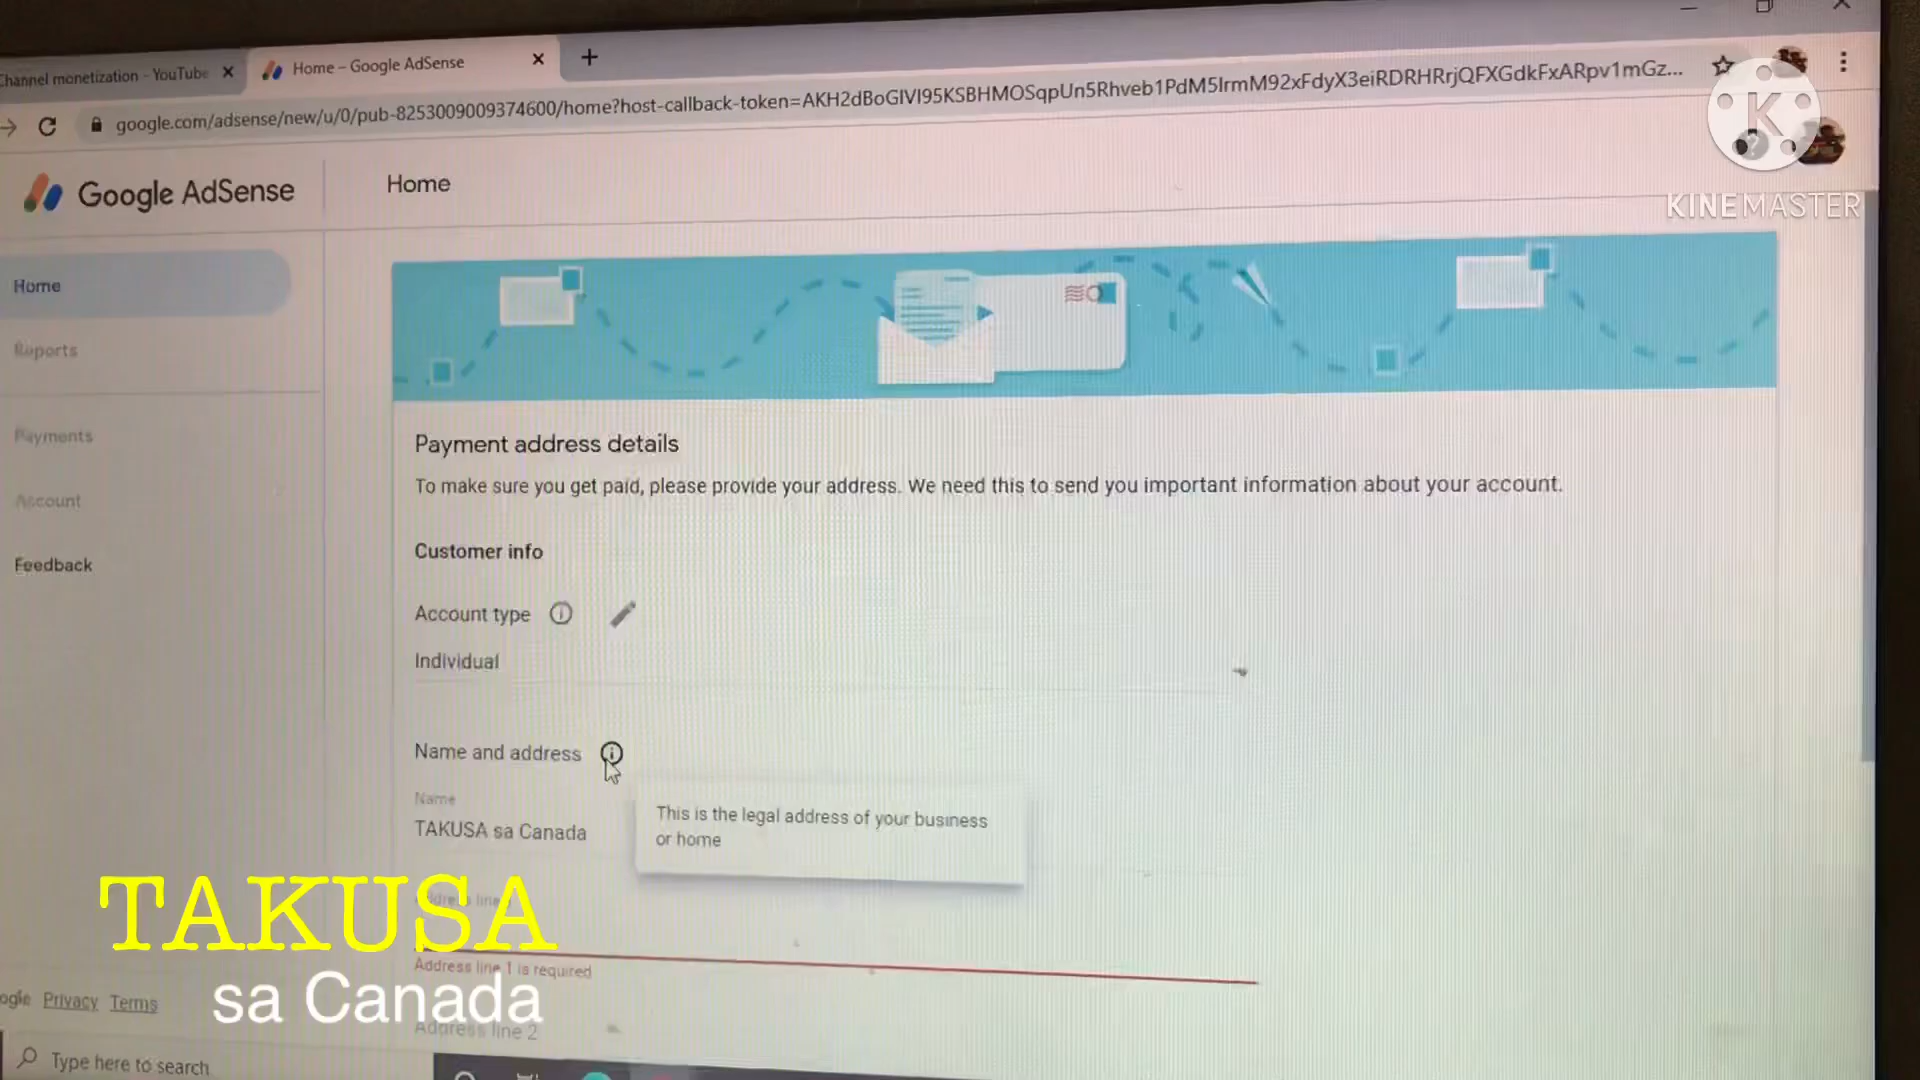 Channel monetization - YouTube
Home – Google AdSense
google.com/adsense/new/u/0/pub-8253009009374600/home?host-callback-token=AKH2dBoGIVI95KSBHMOSqpUn5Rhveb1PdM5IrmM92xFdyX3eiRDRHRrjQFXGdkFxARpv1mGz...
K
KINEMASTER
Google AdSense
Home
Home
Reports
Payments
Account
Feedback
Payment address details
To make sure you get paid, please provide your address. We need this to send you important information about your account.
Customer info
Account type
Individual
Name and address
Name
TAKUSA sa Canada
This is the legal address of your business
or home
TAKUSA
sa Canada
Address line 1 is required
Address line 2
Privacy Terms
Type here to search